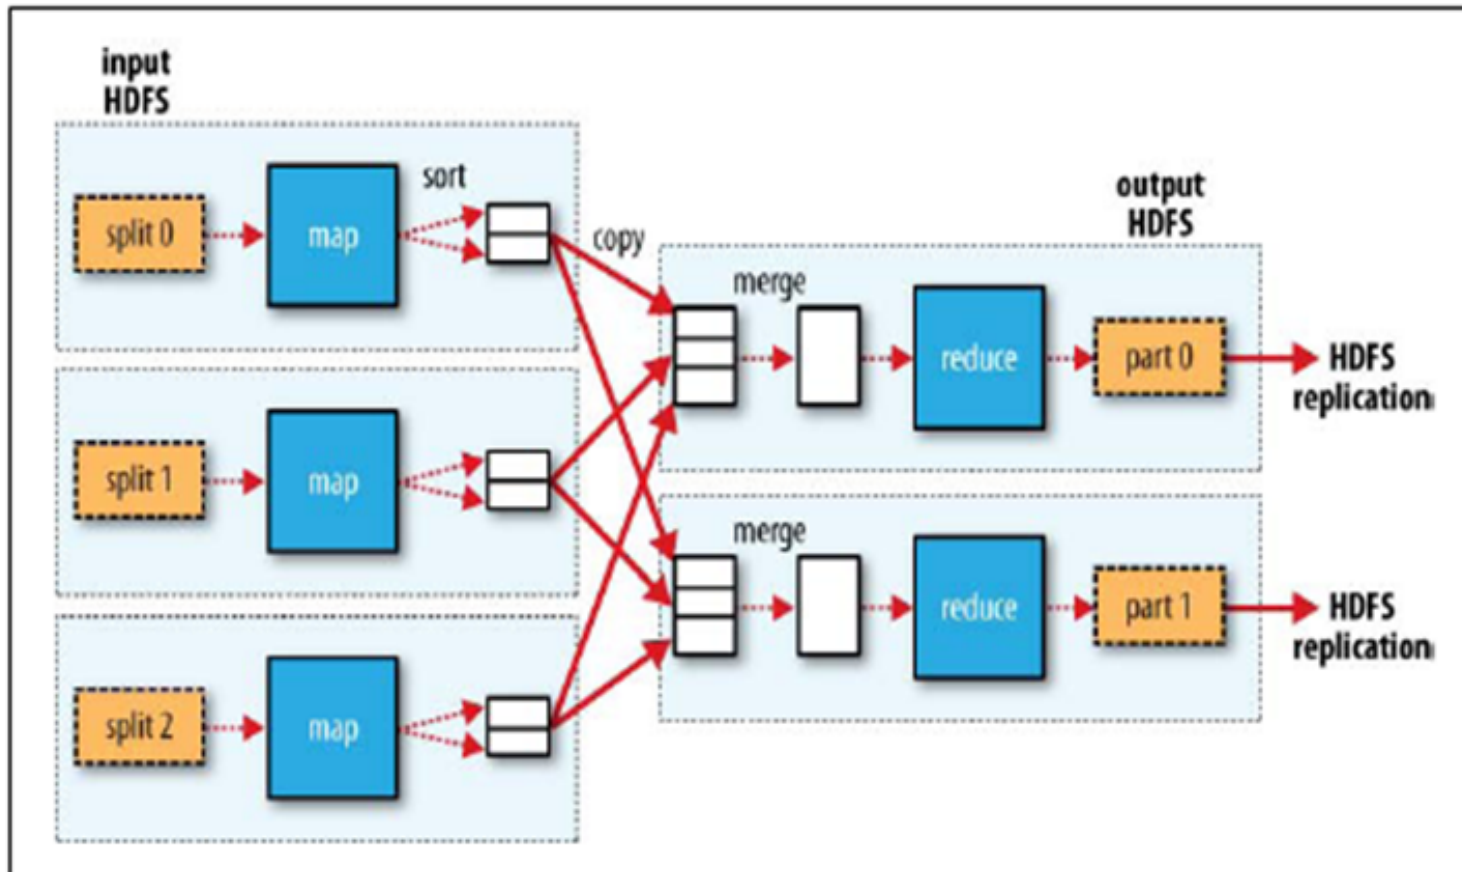 input
HDFS
split 0
map
sort
copy
split 1
map
split 2
map
output
HDFS
merge
reduce
part 0
HDFS
replication
merge
reduce
part 1
HDFS
replication